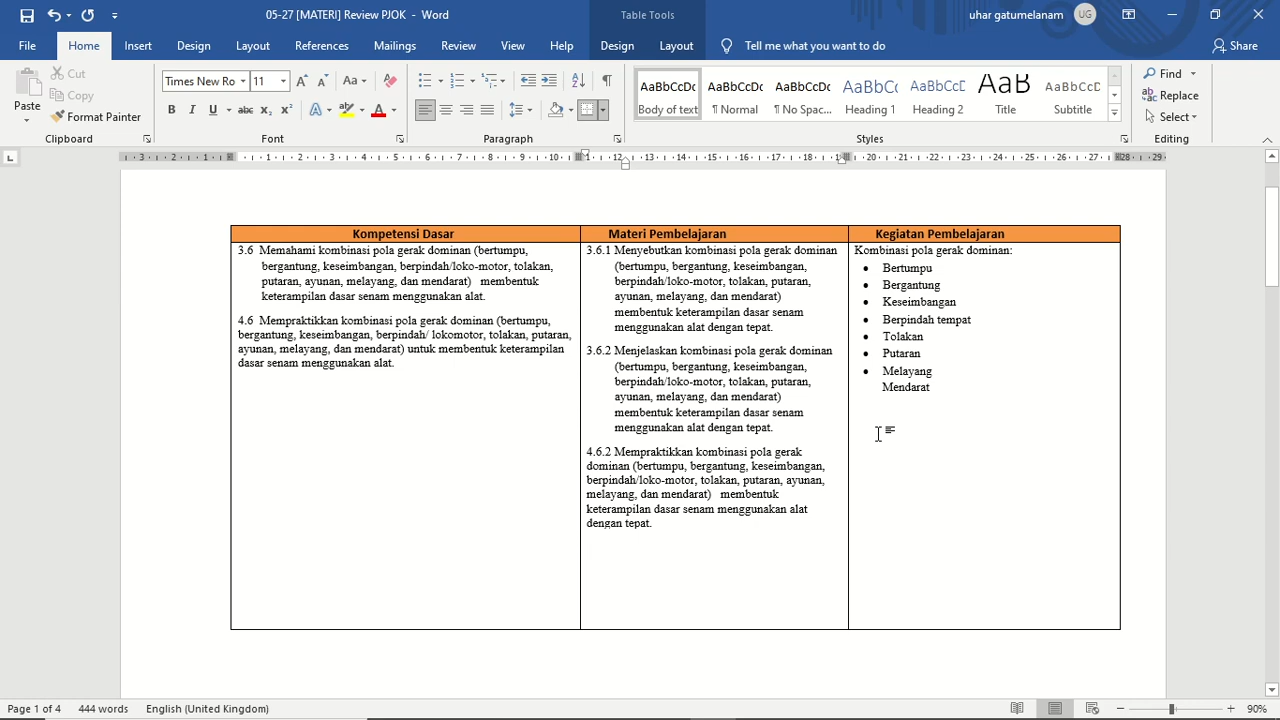 05-27 [MATERI] Review PJOK - Word
Table Tools
uhar gatumelanam
UG
File
Home
Insert
Design
Layout
References
Mailings
Review
View
Help
Design
Layout
Tell me what you want to do
Share
Paste
Cut
Copy
Format Painter
Clipboard
Times New Ro
11
Font
Paragraph
AaBbCcDc
Body of text
AaBbCcDc
¶ Normal
AaBbCcDc
¶ No Spac...
AaBbCc
Heading 1
AaBbCcD
Heading 2
AaB
Title
AaBbCcD
Subtitle
Styles
Find
Replace
Select
Editing
Kompetensi Dasar
3.6 Memahami kombinasi pola gerak dominan (bertumpu,
bergantung, keseimbangan, berpindah/loko-motor, tolakan,
putaran, ayunan, melayang, dan mendarat) membentuk
keterampilan dasar senam menggunakan alat.
4.6 Mempraktikkan kombinasi pola gerak dominan (bertumpu,
bergantung, keseimbangan, berpindah/ lokomotor, tolakan, putaran,
ayunan, melayang, dan mendarat) untuk membentuk keterampilan
dasar senam menggunakan alat.
Materi Pembelajaran
3.6.1 Menyebutkan kombinasi pola gerak dominan
(bertumpu, bergantung, keseimbangan,
berpindah/loko-motor, tolakan, putaran,
ayunan, melayang, dan mendarat)
membentuk keterampilan dasar senam
menggunakan alat dengan tepat.
3.6.2 Menjelaskan kombinasi pola gerak dominan
(bertumpu, bergantung, keseimbangan,
berpindah/loko-motor, tolakan, putaran,
ayunan, melayang, dan mendarat)
membentuk keterampilan dasar senam
menggunakan alat dengan tepat.
4.6.2 Mempraktikkan kombinasi pola gerak
dominan (bertumpu, bergantung, keseimbangan,
berpindah/loko-motor, tolakan, putaran, ayunan,
melayang, dan mendarat) membentuk
keterampilan dasar senam menggunakan alat
dengan tepat.
Kegiatan Pembelajaran
Kombinasi pola gerak dominan:
• Bertumpu
• Bergantung
• Keseimbangan
• Berpindah tempat
• Tolakan
• Putaran
• Melayang
Mendarat
Page 1 of 4
444 words
English (United Kingdom)
90%